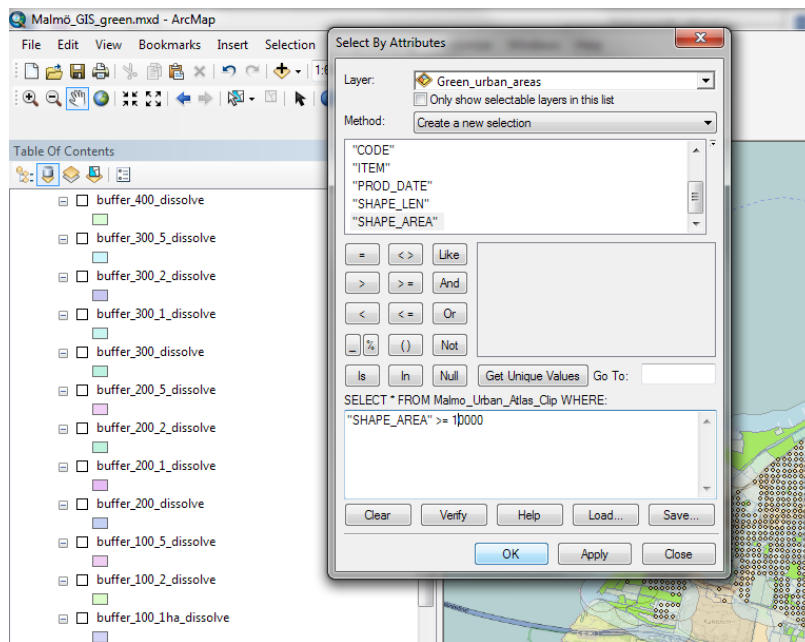 Malmö_GIS_green.mxd - ArcMap
File Edit View Bookmarks Insert Selection
Windows Help
Select By Attributes
Layer: Green_urban_areas
Only show selectable layers in this list
Method: Create a new selection
"CODE"
"ITEM"
"PROD_DATE"
"SHAPE_LEN"
"SHAPE_AREA"
= < > Like
> > = And
< < = Or
_ % ( ) Not
Is In Null Get Unique Values Go To:
SELECT * FROM Malmo_Urban_Atlas_Clip WHERE:
"SHAPE_AREA" >= 10000
Clear Verify Help Load... Save...
OK Apply Close
Table Of Contents
buffer_400_dissolve
buffer_300_5_dissolve
buffer_300_2_dissolve
buffer_300_1_dissolve
buffer_300_dissolve
buffer_200_5_dissolve
buffer_200_2_dissolve
buffer_200_1_dissolve
buffer_200_dissolve
buffer_100_5_dissolve
buffer_100_2_dissolve
buffer_100_1ha_dissolve